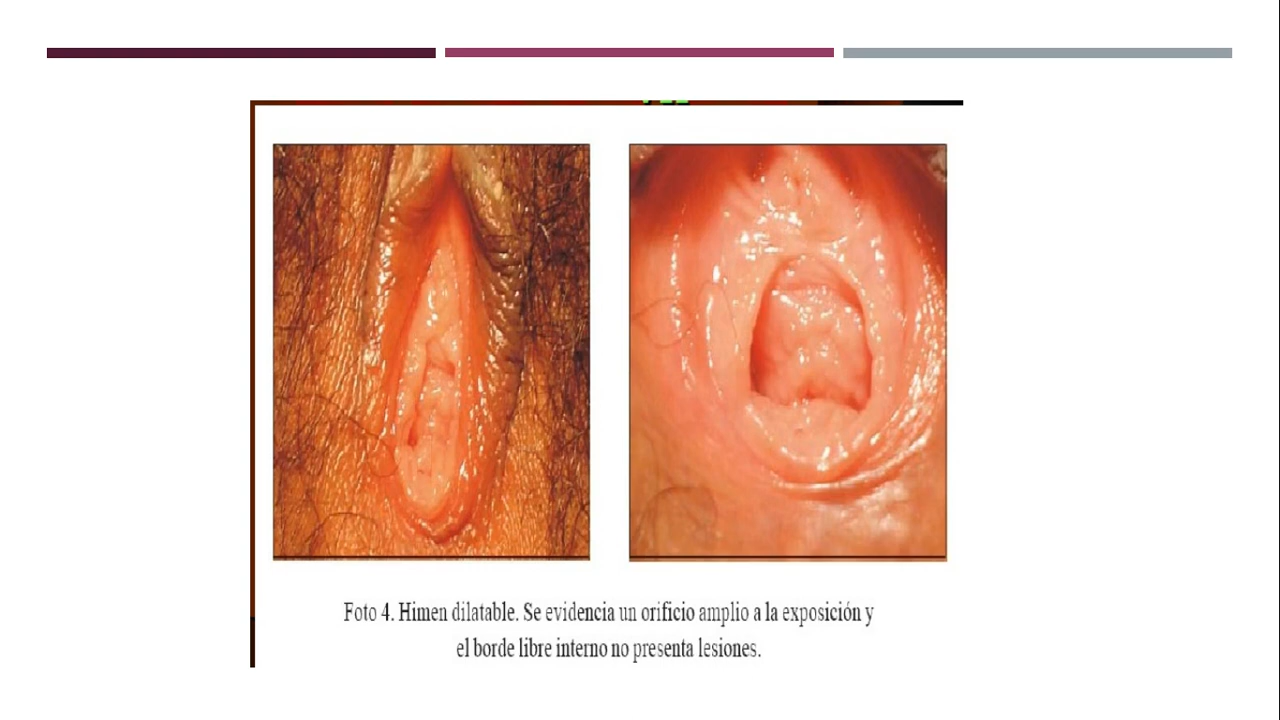 Foto 4. Himen dilatable. Se evidencia un orificio amplio a la exposición y
el borde libre interno no presenta lesiones.